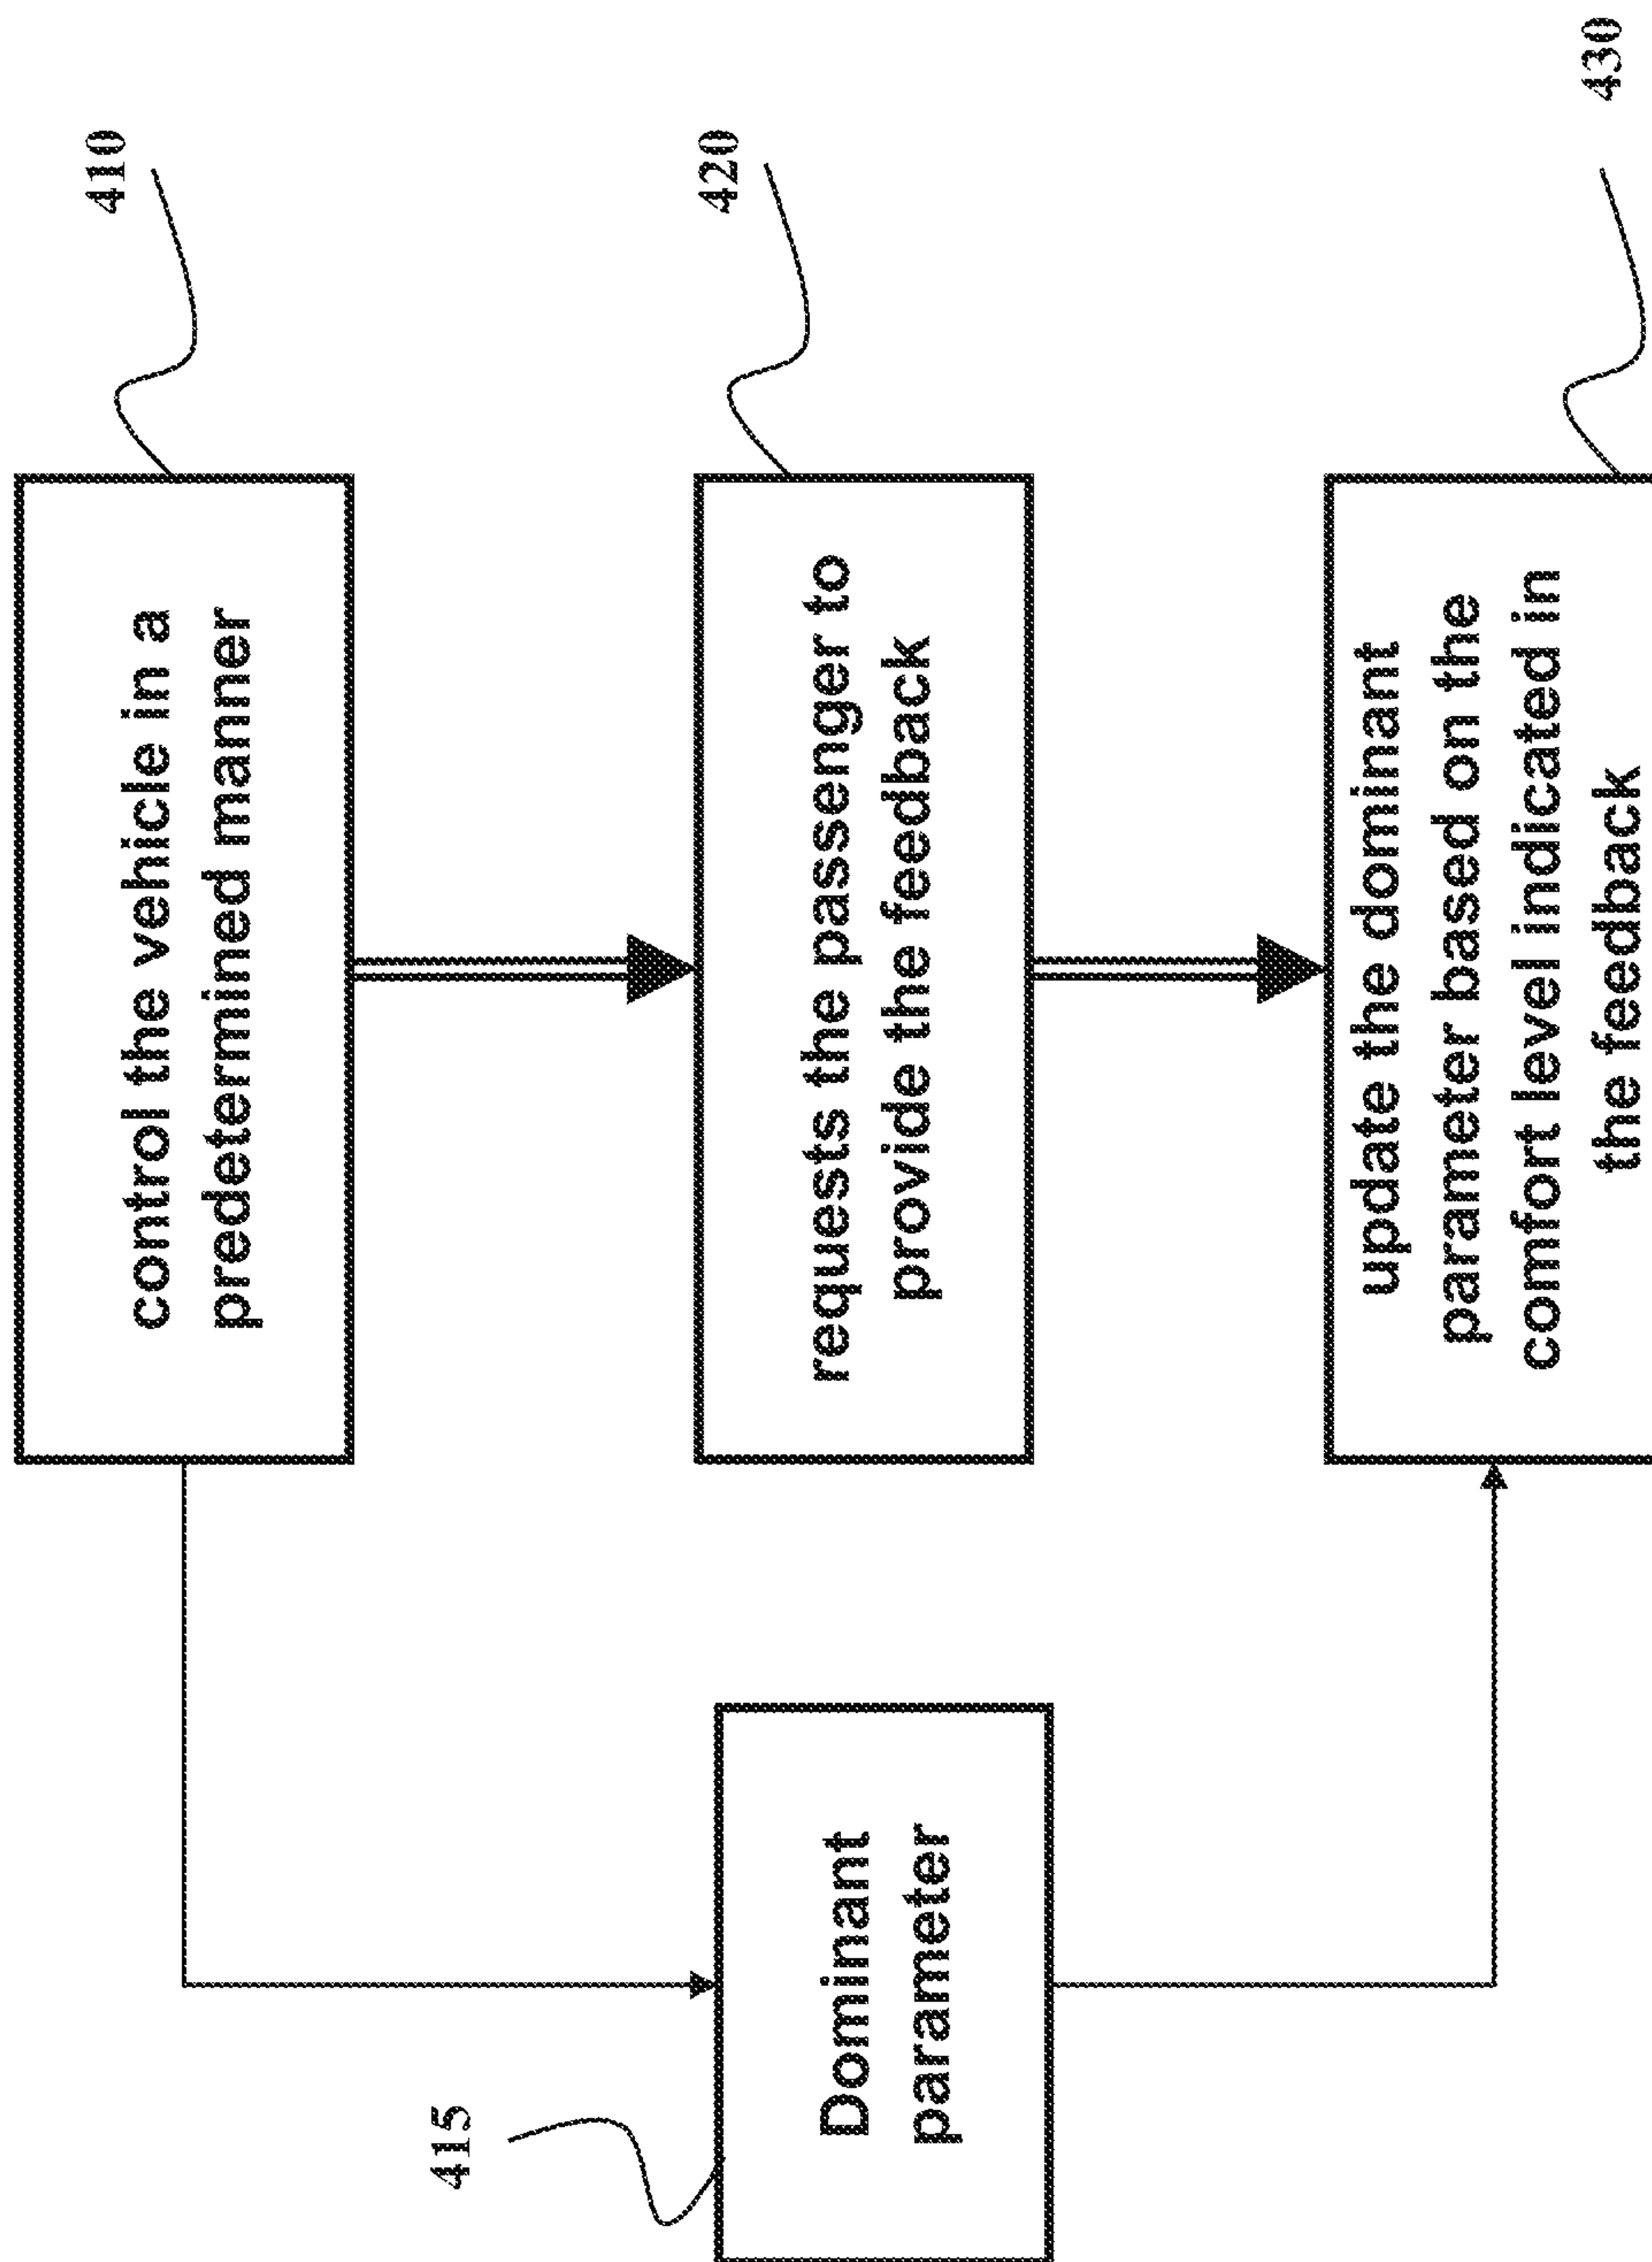 410
control the vehicle in a
predetermined manner
415
Dominant
parameter
420
requests the passenger to
provide the feedback
430
update the dominant
parameter based on the
comfort level indicated in
the feedback